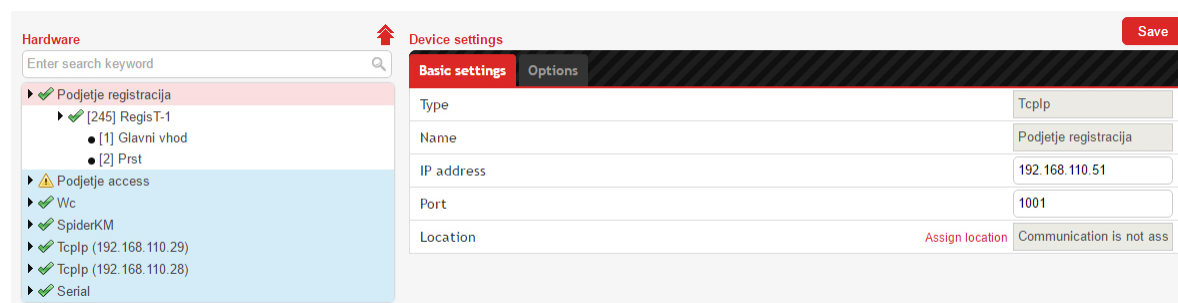 Hardware
Enter search keyword
Podjetje registracija
[245] RegisT-1
[1] Glavni vhod
[2] Prst
Podjetje access
Wc
SpiderKM
TcpIp (192.168.110.29)
TcpIp (192.168.110.28)
Serial
Device settings
Save
Basic settings Options
Type TcpIp
Name Podjetje registracija
IP address 192.168.110.51
Port 1001
Location Assign location Communication is not ass